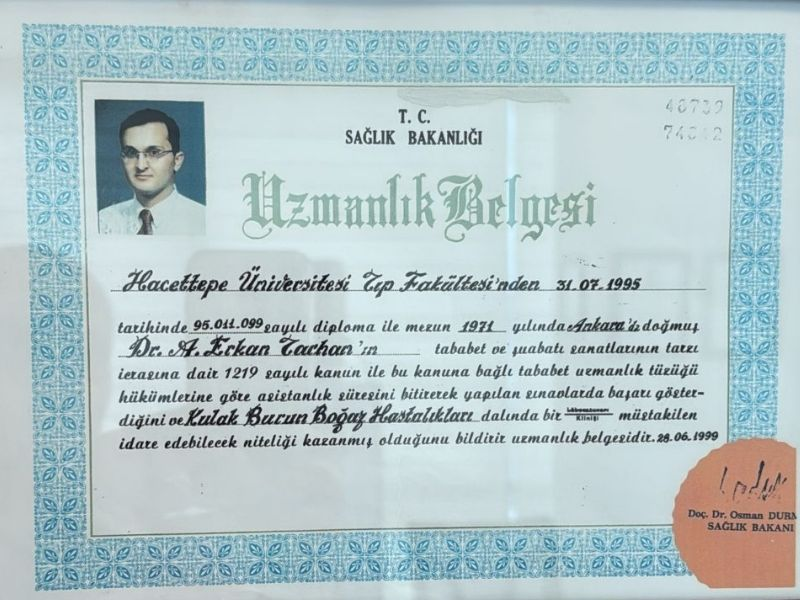 48739
74042
T. C.
SAĞLIK BAKANLIĞI
Uzmanlık Belgesi
Hacettepe Üniversitesi Tıp Fakültesi'nden 31.07.1995
tarihinde 95.011.099 sayılı diploma ile mezun 1971 yılında Ankara'da doğmuş
Dr. A. Erkan Tarhan'ın tababet ve şuabatı sanatlarının tarzı
icrasına dair 1219 sayılı kanun ile bu kanuna bağlı tababet uzmanlık tüzüğü
hükümlerine göre asistanlık süresini bitirerek yapılan sınavlarda başarı göster-
diğini ve Kulak Burun Boğaz Hastalıkları dalında bir Laboratuvarı Kliniği müstakilen
idare edebilecek niteliği kazanmış olduğunu bildirir uzmanlık belgesidir. 28.06.1999
Doç. Dr. Osman DURM
SAĞLIK BAKANI